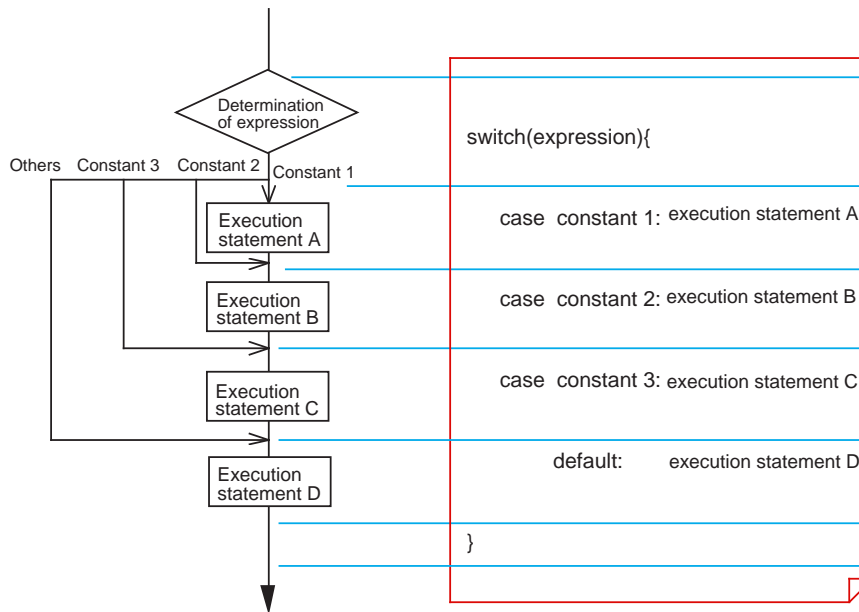 Determination
of expression
Others Constant 3 Constant 2
Constant 1
Execution
statement A
Execution
statement B
Execution
statement C
Execution
statement D
switch(expression){
case constant 1: execution statement A
case constant 2: execution statement B
case constant 3: execution statement C
default: execution statement D
}